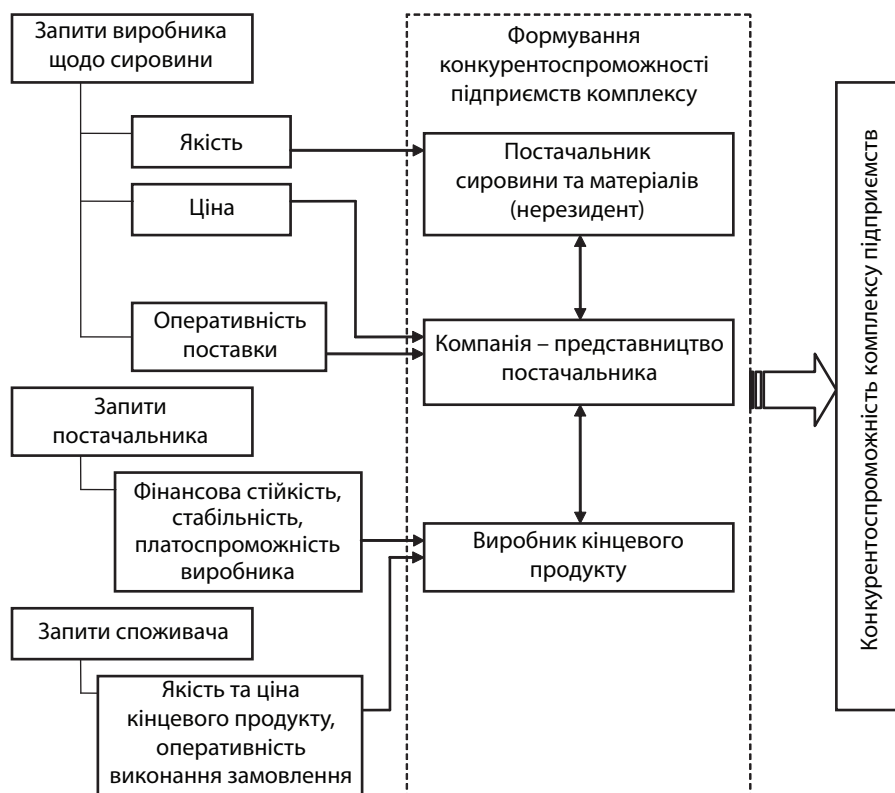 Запити виробника
щодо сировини
Якість
Ціна
Оперативність
поставки
Запити
постачальника
Фінансова стійкість,
стабільність,
платоспроможність
виробника
Запити споживача
Якість та ціна
кінцевого продукту,
оперативність
виконання замовлення
Формування
конкурентоспроможності
підприємств комплексу
Постачальник
сировини та матеріалів
(нерезидент)
Компанія – представництво
постачальника
Виробник кінцевого
продукту
Конкурентоспроможність комплексу підприємств